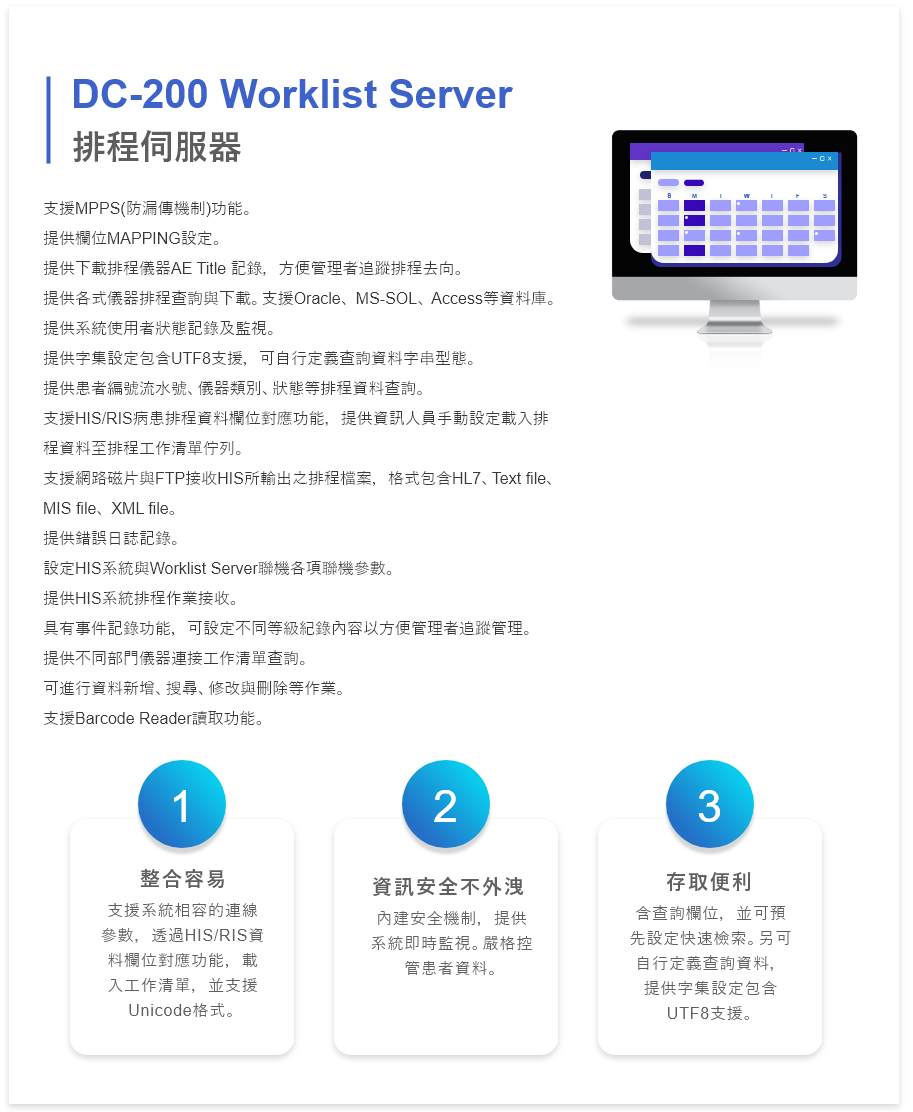 DC-200 Worklist Server
排程伺服器
支援MPPS(防漏傳機制)功能。
提供欄位MAPPING設定。
提供下載排程儀器AE Title 記錄，方便管理者追蹤排程去向。
提供各式儀器排程查詢與下載。支援Oracle、MS-SOL、Access等資料庫。
提供系統使用者狀態記錄及監視。
提供字集設定包含UTF8支援，可自行定義查詢資料字串型態。
提供患者編號流水號、儀器類別、狀態等排程資料查詢。
支援HIS/RIS病患排程資料欄位對應功能，提供資訊人員手動設定載入排
程資料至排程工作清單佇列。
支援網路磁片與FTP接收HIS所輸出之排程檔案，格式包含HL7、Text file、
MIS file、XML file。
提供錯誤日誌記錄。
設定HIS系統與Worklist Server聯機各項聯機參數。
提供HIS系統排程作業接收。
具有事件記錄功能，可設定不同等級紀錄內容以方便管理者追蹤管理。
提供不同部門儀器連接工作清單查詢。
可進行資料新增、搜尋、修改與刪除等作業。
支援Barcode Reader讀取功能。
S M T W T F S
1
整合容易
支援系統相容的連線
參數，透過HIS/RIS資
料欄位對應功能，載
入工作清單，並支援
Unicode格式。
2
資訊安全不外洩
內建安全機制，提供
系統即時監視。嚴格控
管患者資料。
3
存取便利
含查詢欄位，並可預
先設定快速檢索。另可
自行定義查詢資料，
提供字集設定包含
UTF8支援。